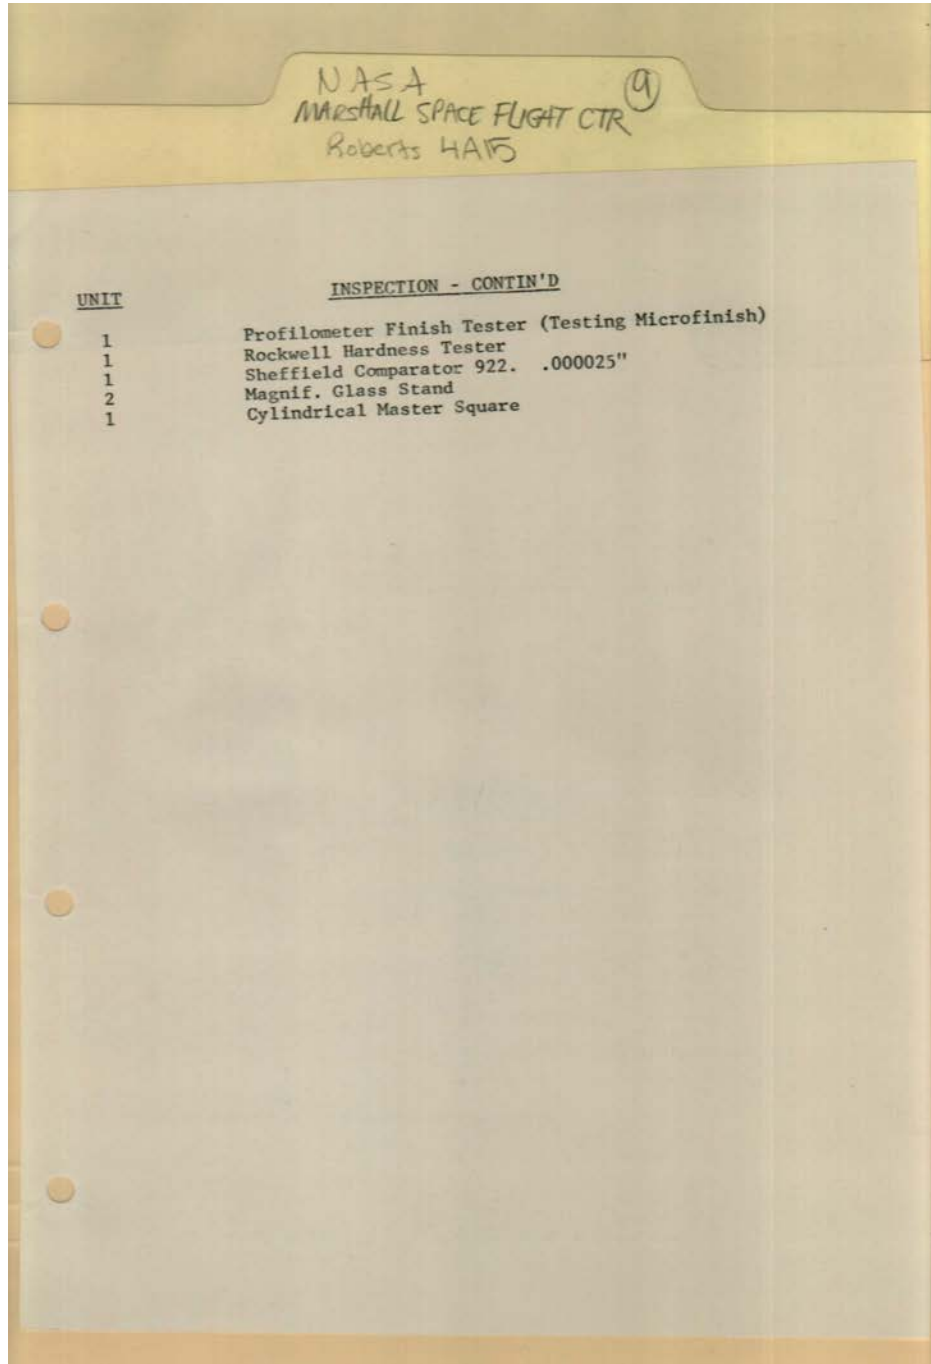 NASA
9
MARSHALL SPACE FLIGHT CTR
Roberts 4A15
UNIT INSPECTION - CONTIN'D
1 Profilometer Finish Tester (Testing Microfinish)
1 Rockwell Hardness Tester
1 Sheffield Comparator 922. .000025"
2 Magnif. Glass Stand
1 Cylindrical Master Square